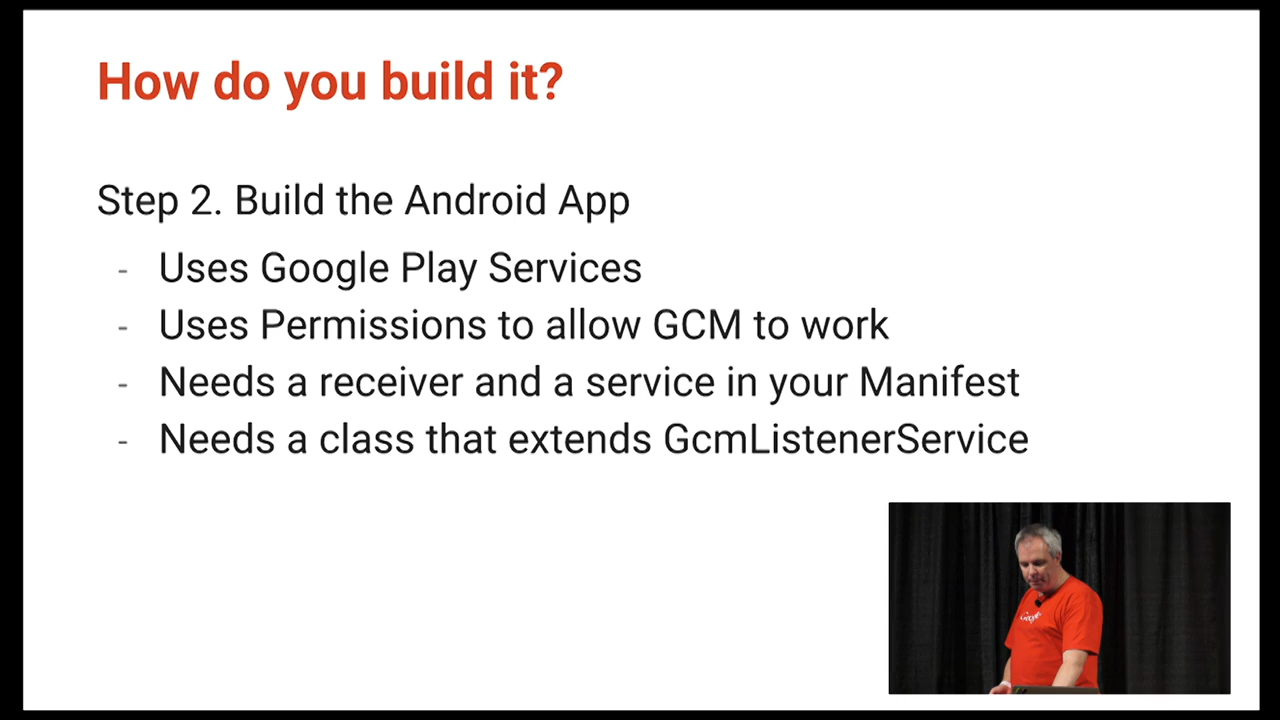 How do you build it?
Step 2. Build the Android App
- Uses Google Play Services
- Uses Permissions to allow GCM to work
- Needs a receiver and a service in your Manifest
- Needs a class that extends GcmListenerService
Google